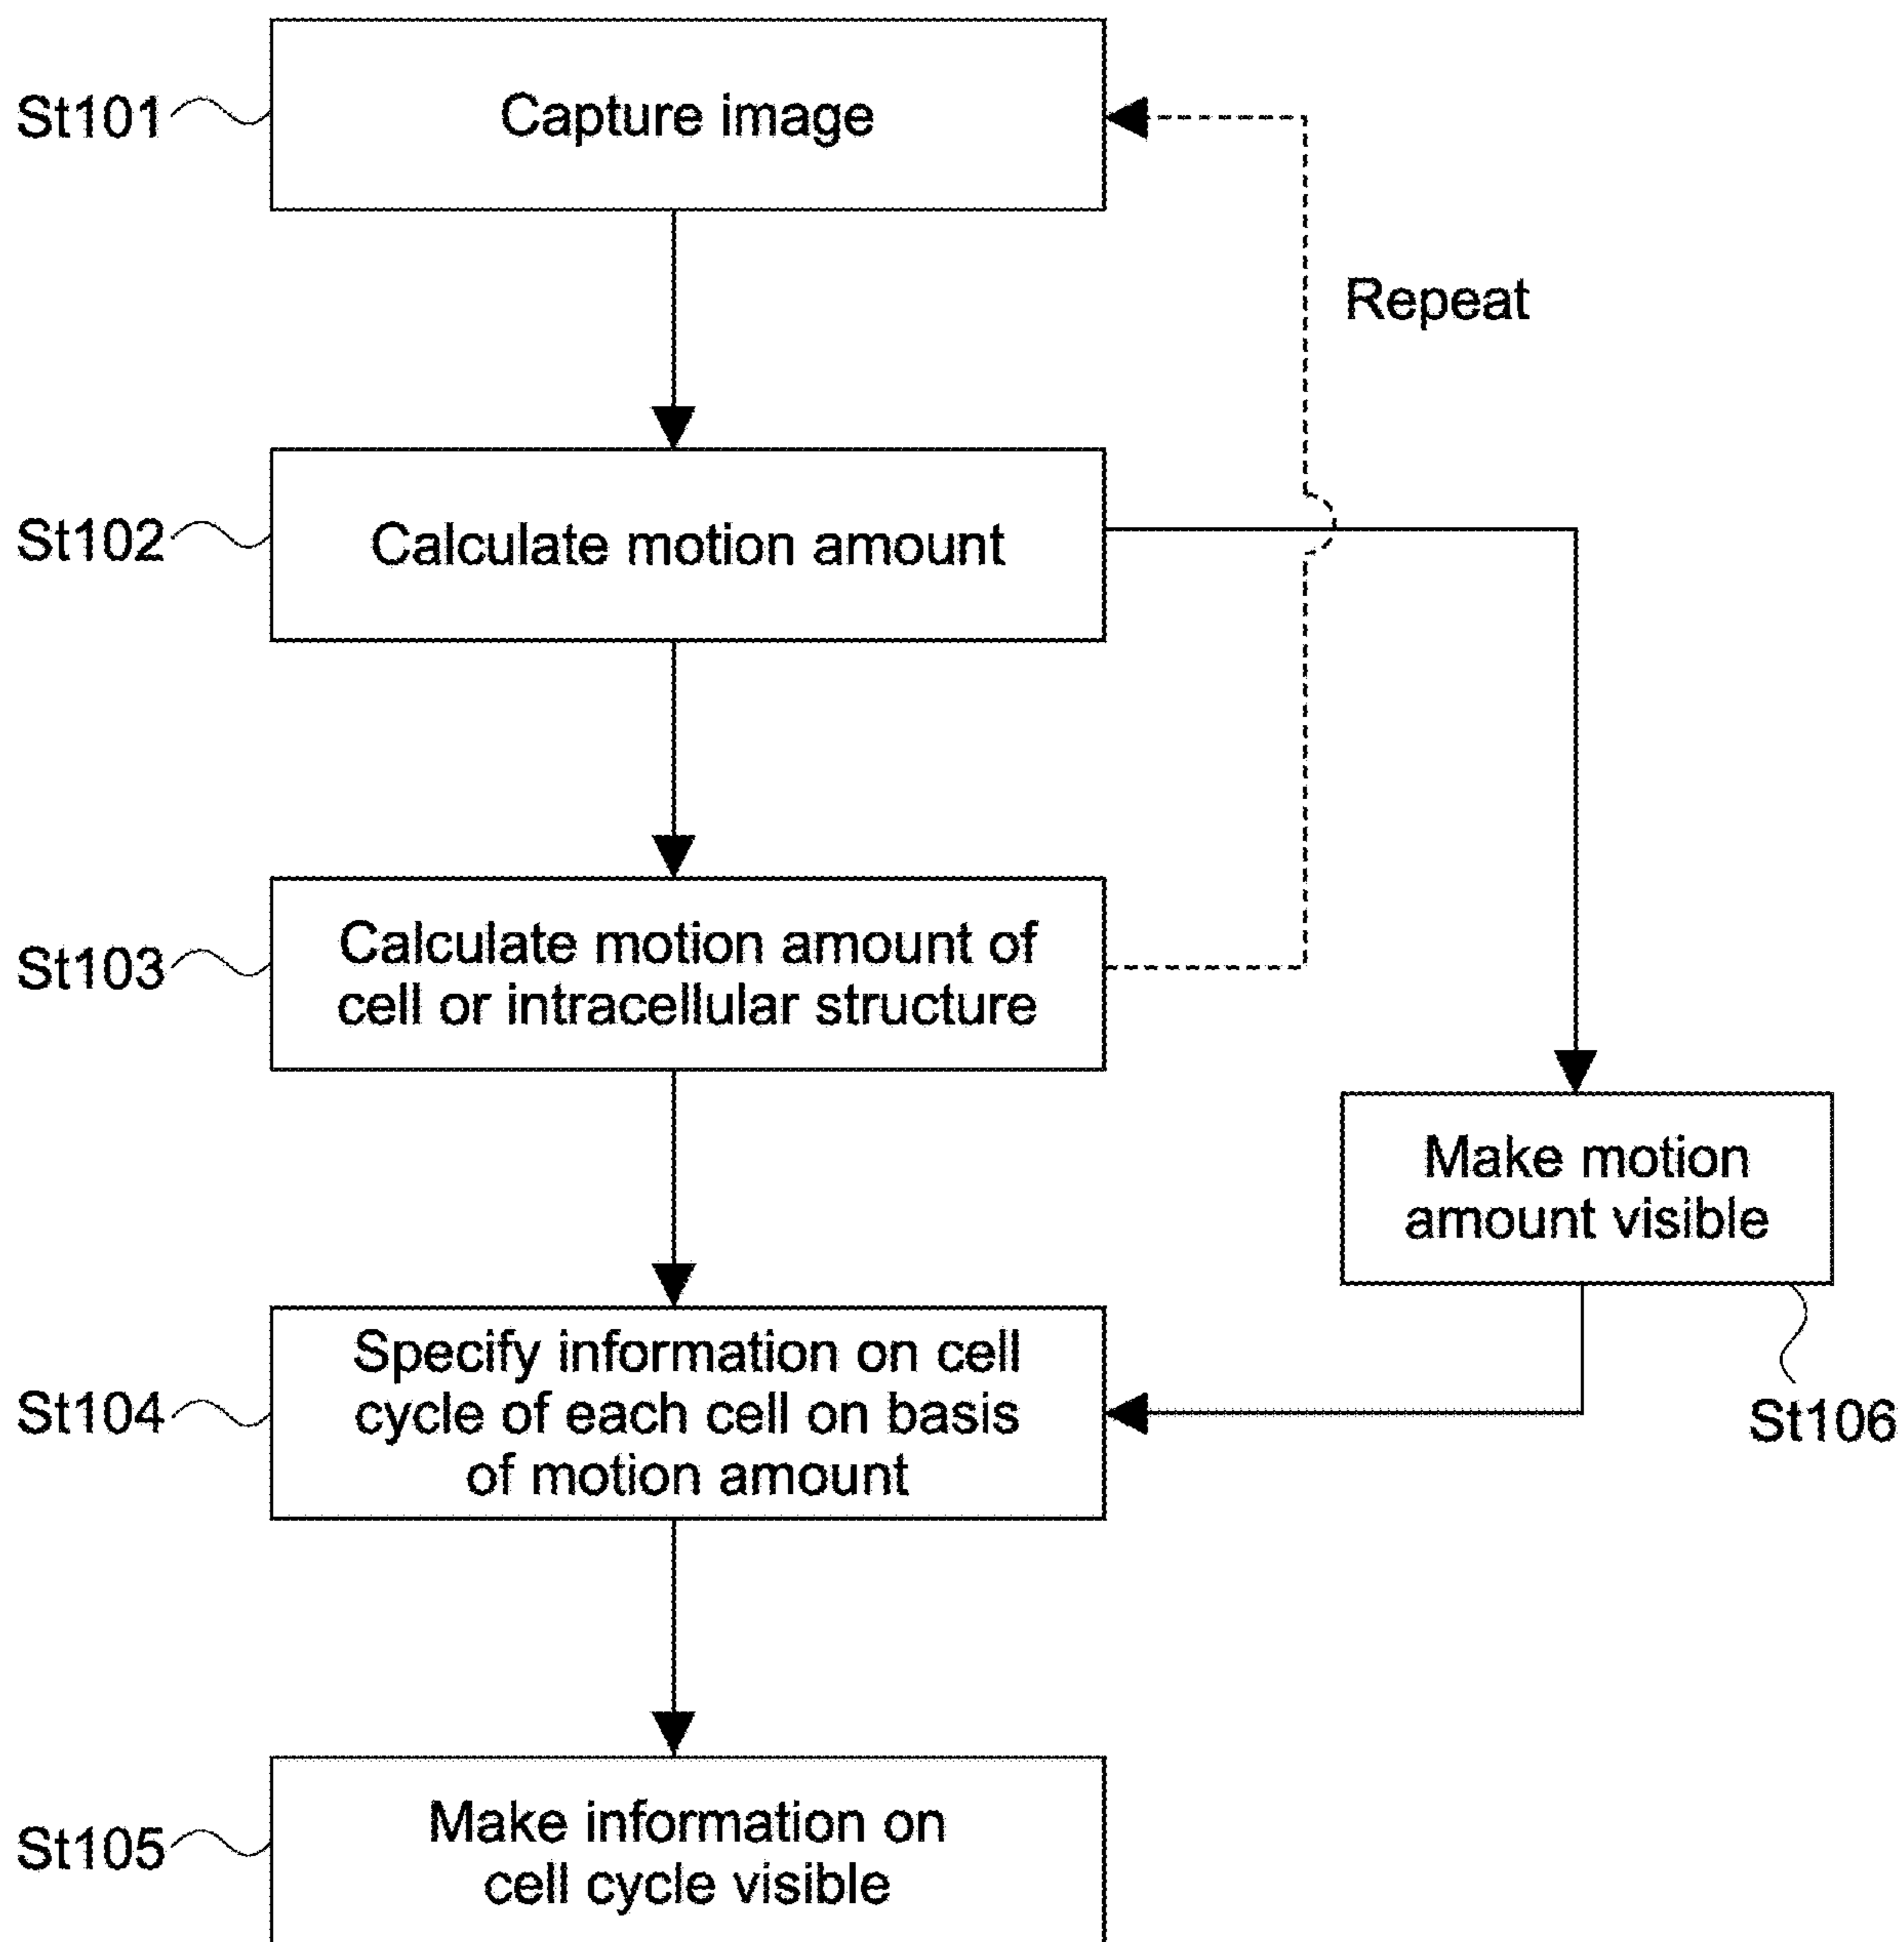 St101
Capture image
Repeat
St102
Calculate motion amount
St103
Calculate motion amount of
cell or intracellular structure
Make motion
amount visible
St106
St104
Specify information on cell
cycle of each cell on basis
of motion amount
St105
Make information on
cell cycle visible